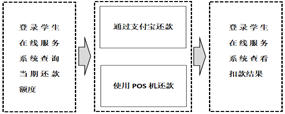 登录学生
在线服务
系统查询
当期还款
额度
通过支付宝还款
使用POS机还款
登录学生
在线服务
系统查看
扣款结果